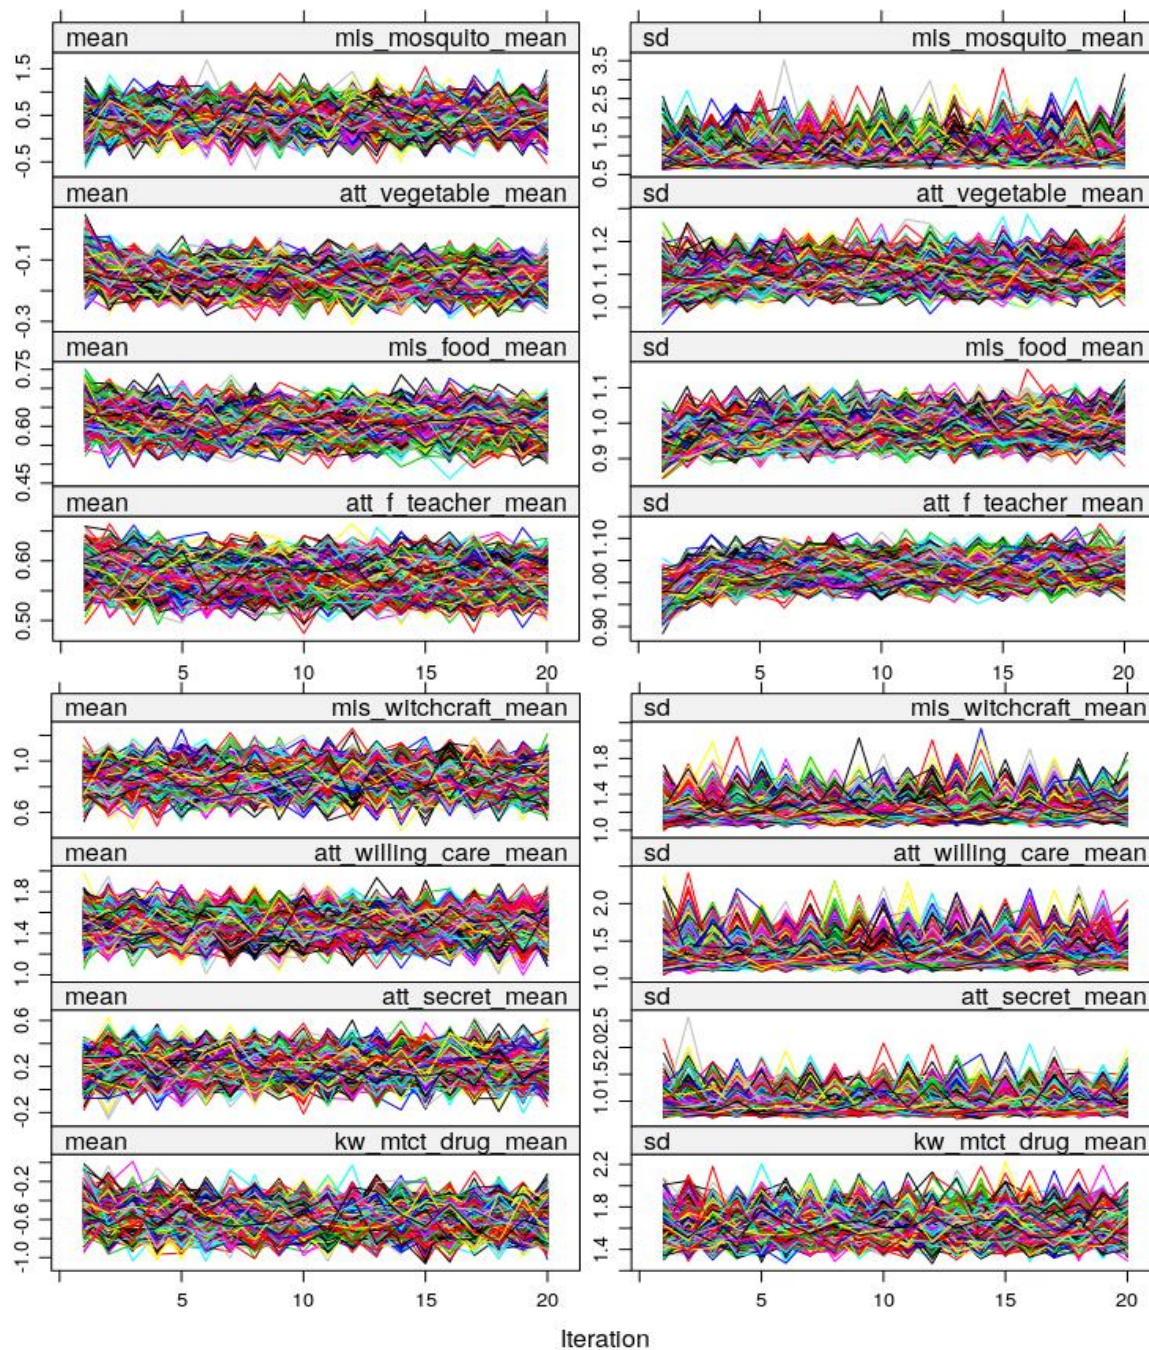 mean mis_mosquito_mean
sd mis_mosquito_mean
-0.5 0.5 1.5
0.5 1.5 2.5 3.5
mean att_vegetable_mean
sd att_vegetable_mean
-0.3 -0.1
1.0 1.1 1.2
mean mis_food_mean
sd mis_food_mean
0.45 0.60 0.75
0.9 1.0 1.1
mean att_f_teacher_mean
sd att_f_teacher_mean
0.50 0.60
0.90 1.00 1.10
5 10 15 20
5 10 15 20
mean mis_witchcraft_mean
sd mis_witchcraft_mean
0.6 1.0
1.0 1.4 1.8
mean att_willing_care_mean
sd att_willing_care_mean
1.0 1.4 1.8
1.0 1.5 2.0
mean att_secret_mean
sd att_secret_mean
-0.2 0.2 0.6
1.0 1.5 2.0 2.5
mean kw_mtct_drug_mean
sd kw_mtct_drug_mean
-1.0 -0.6 -0.2
1.4 1.8 2.2
5 10 15 20
5 10 15 20
Iteration